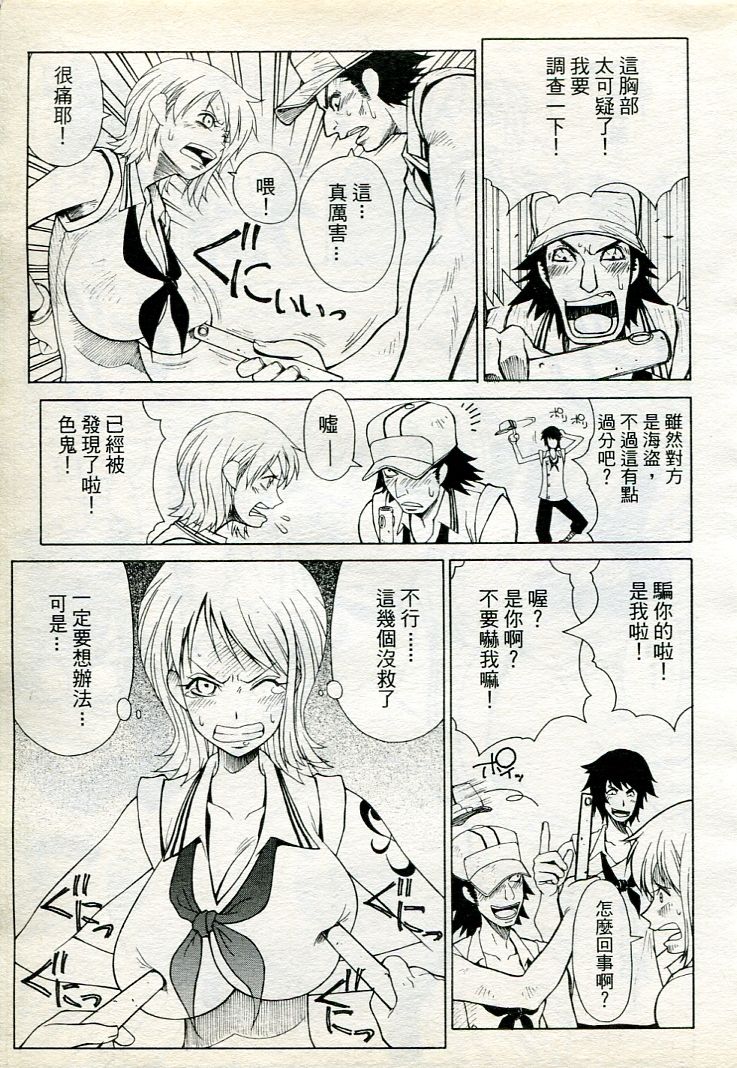 這胸部
太可疑了!
我要
調查一下!
這…
真厲害…
喂!
很痛耶!
ぐにいいっ
雖然對方
是海盜,
不過這有點
過分吧?
ポリ
ポリ
噓—
已經被
發現了啦!
色鬼!
騙你的啦!
是我啦!
喔?
是你啊?
不要嚇我嘛!
ポイッ
怎麼回事啊?
不行……
這幾個沒救了
一定要想辦法…
可是…
ぐにっ
ぐにっ
ぐにっ
ぐにっ